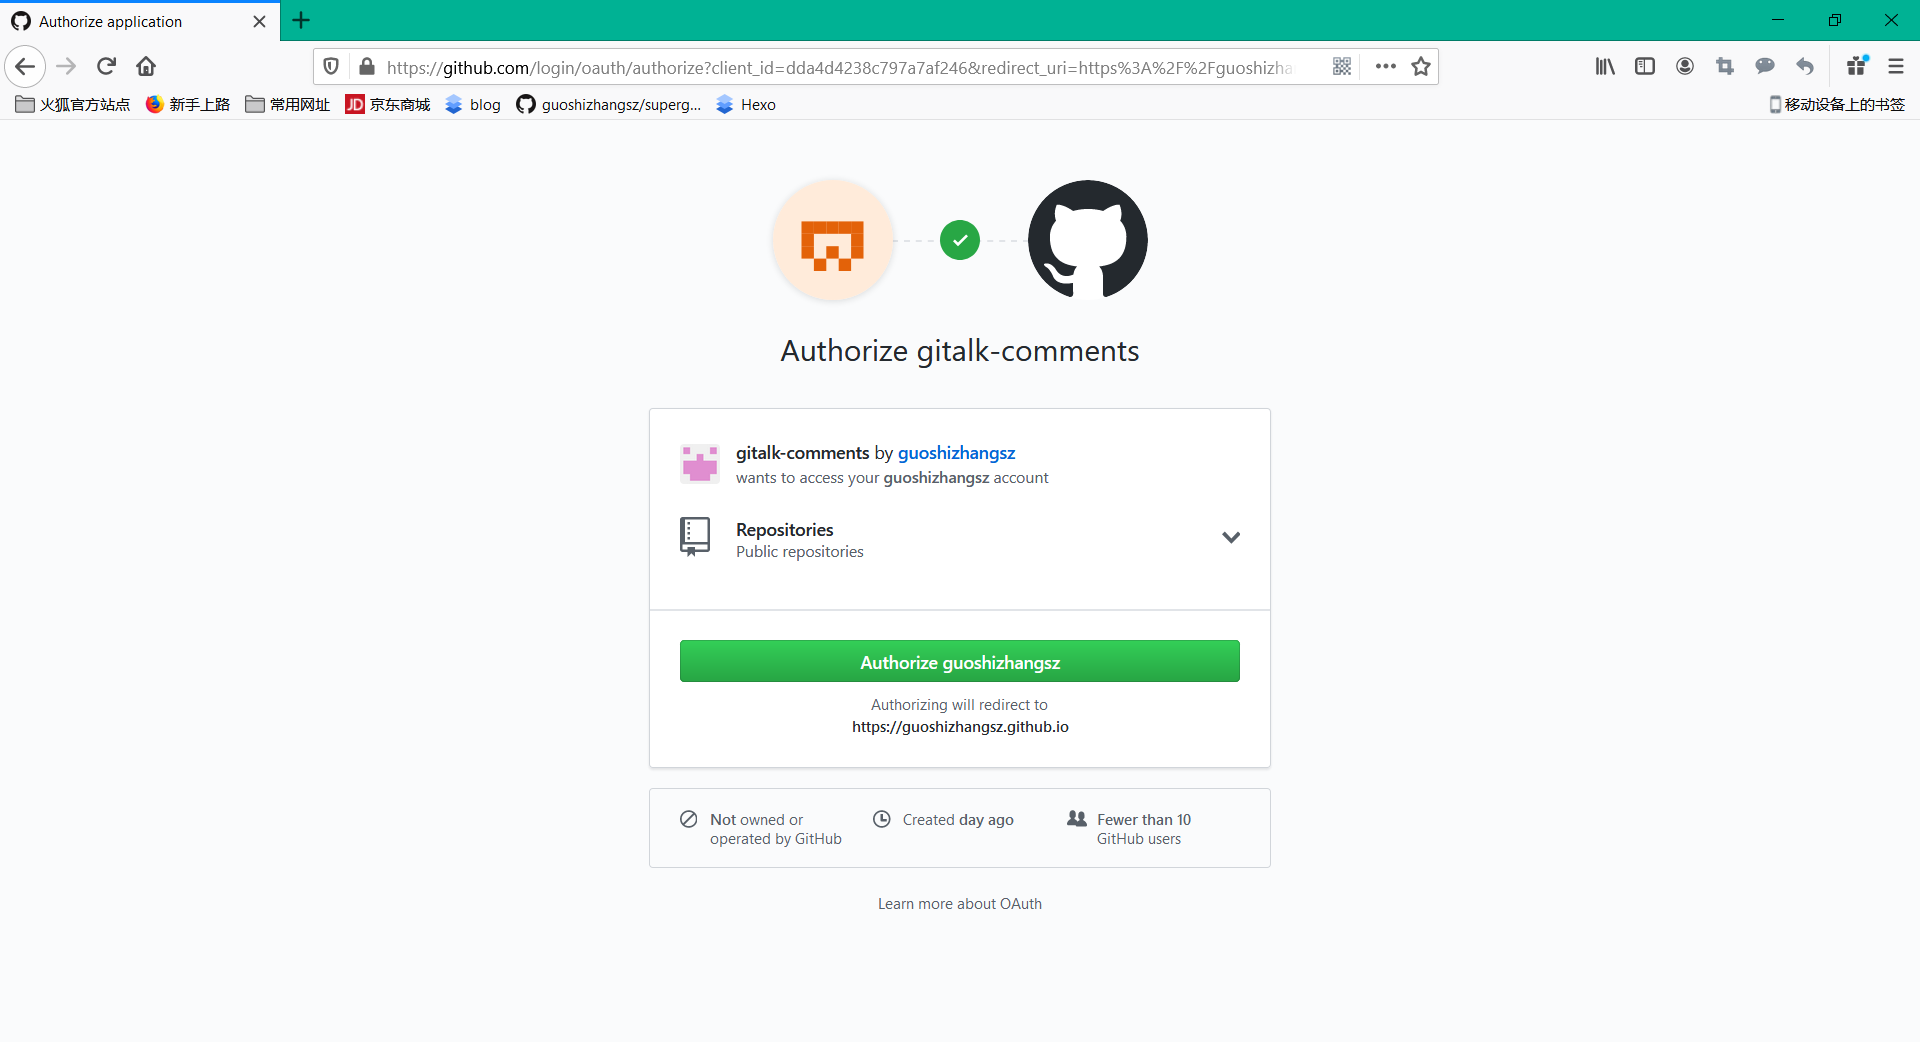 Authorize application
https://github.com/login/oauth/authorize?client_id=dda4d4238c797a7af246&redirect_uri=https%3A%2F%2Fguoshizha
火狐官方站点 新手上路 常用网址 JD 京东商城 blog guoshizhangsz/superg... Hexo 移动设备上的书签
Authorize gitalk-comments
gitalk-comments by guoshizhangsz
wants to access your guoshizhangsz account
Repositories
Public repositories
Authorize guoshizhangsz
Authorizing will redirect to
https://guoshizhangsz.github.io
Not owned or
operated by GitHub
Created day ago
Fewer than 10
GitHub users
Learn more about OAuth